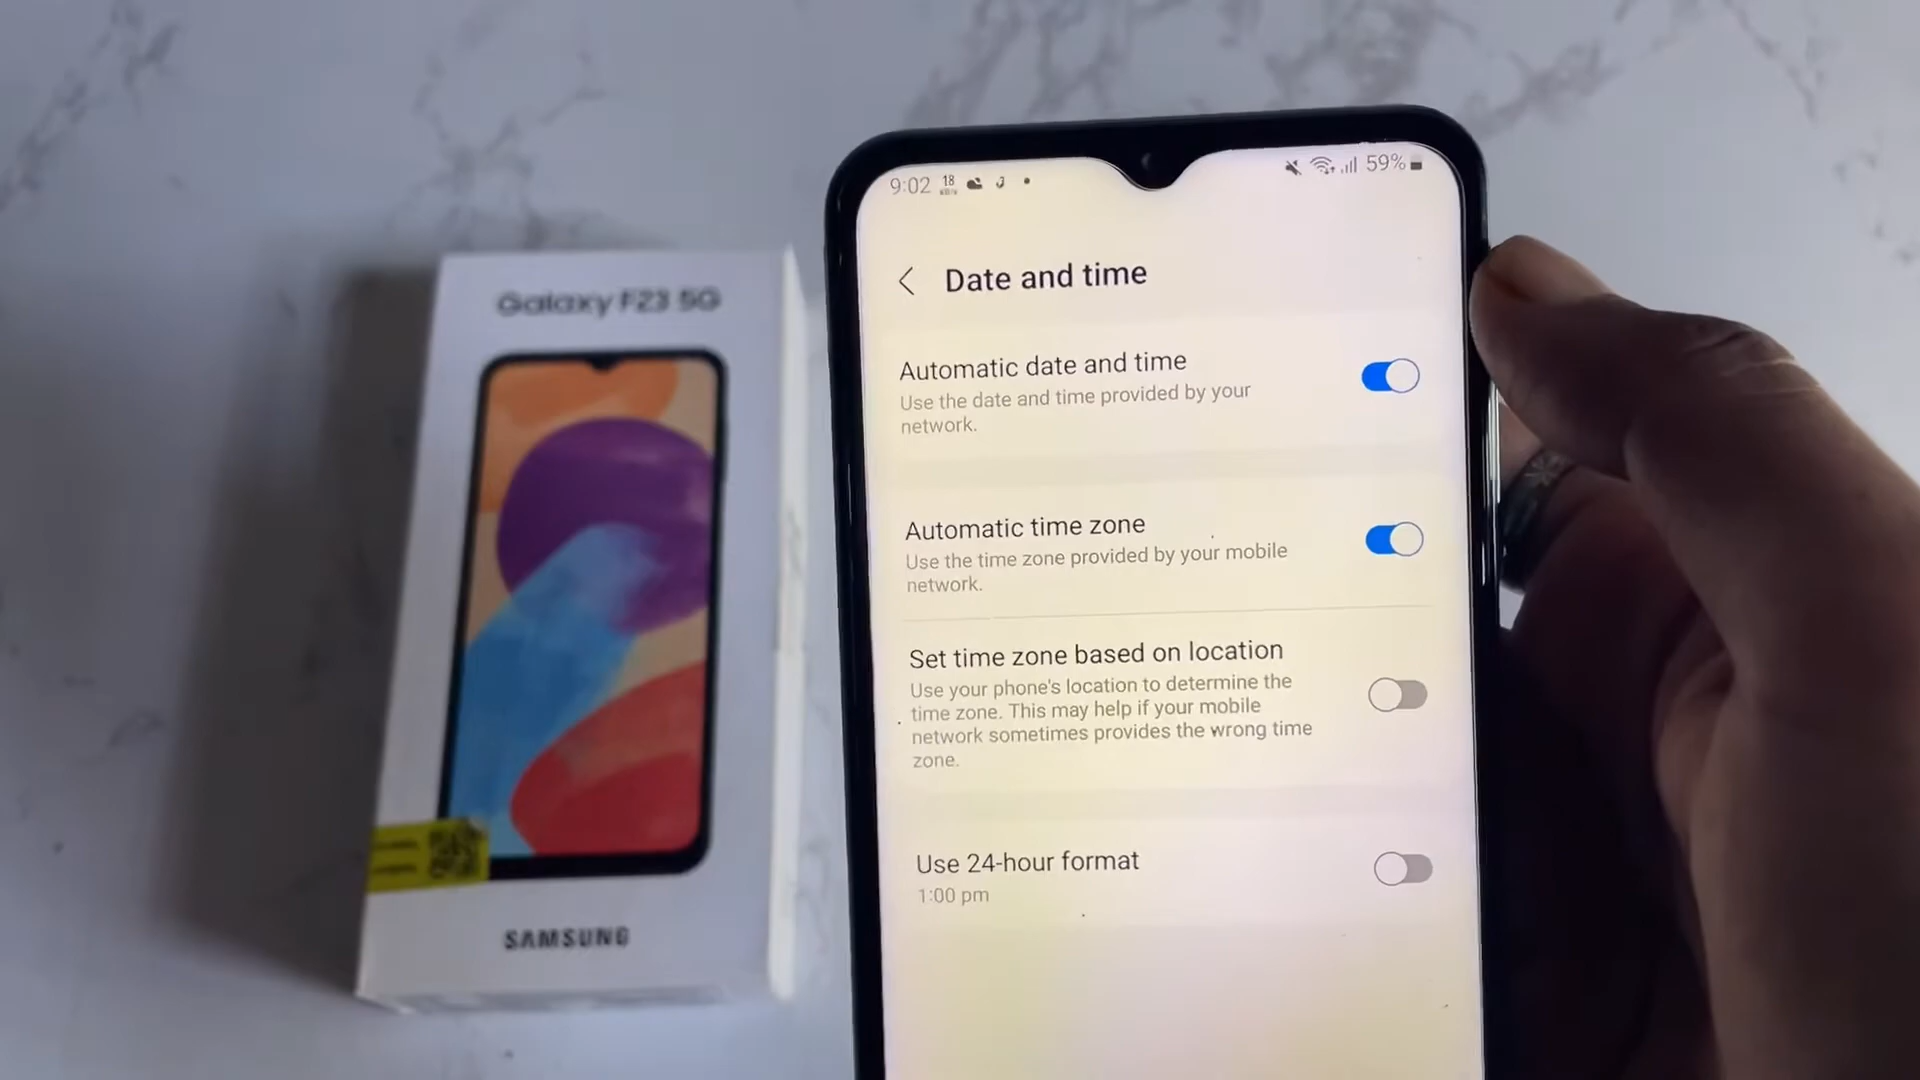 Galaxy F23 5G
SAMSUNG
9:02 18 59%
Date and time
Automatic date and time
Use the date and time provided by your
network.
Automatic time zone
Use the time zone provided by your mobile
network.
Set time zone based on location
Use your phone's location to determine the
time zone. This may help if your mobile
network sometimes provides the wrong time
zone.
Use 24-hour format
1:00 pm